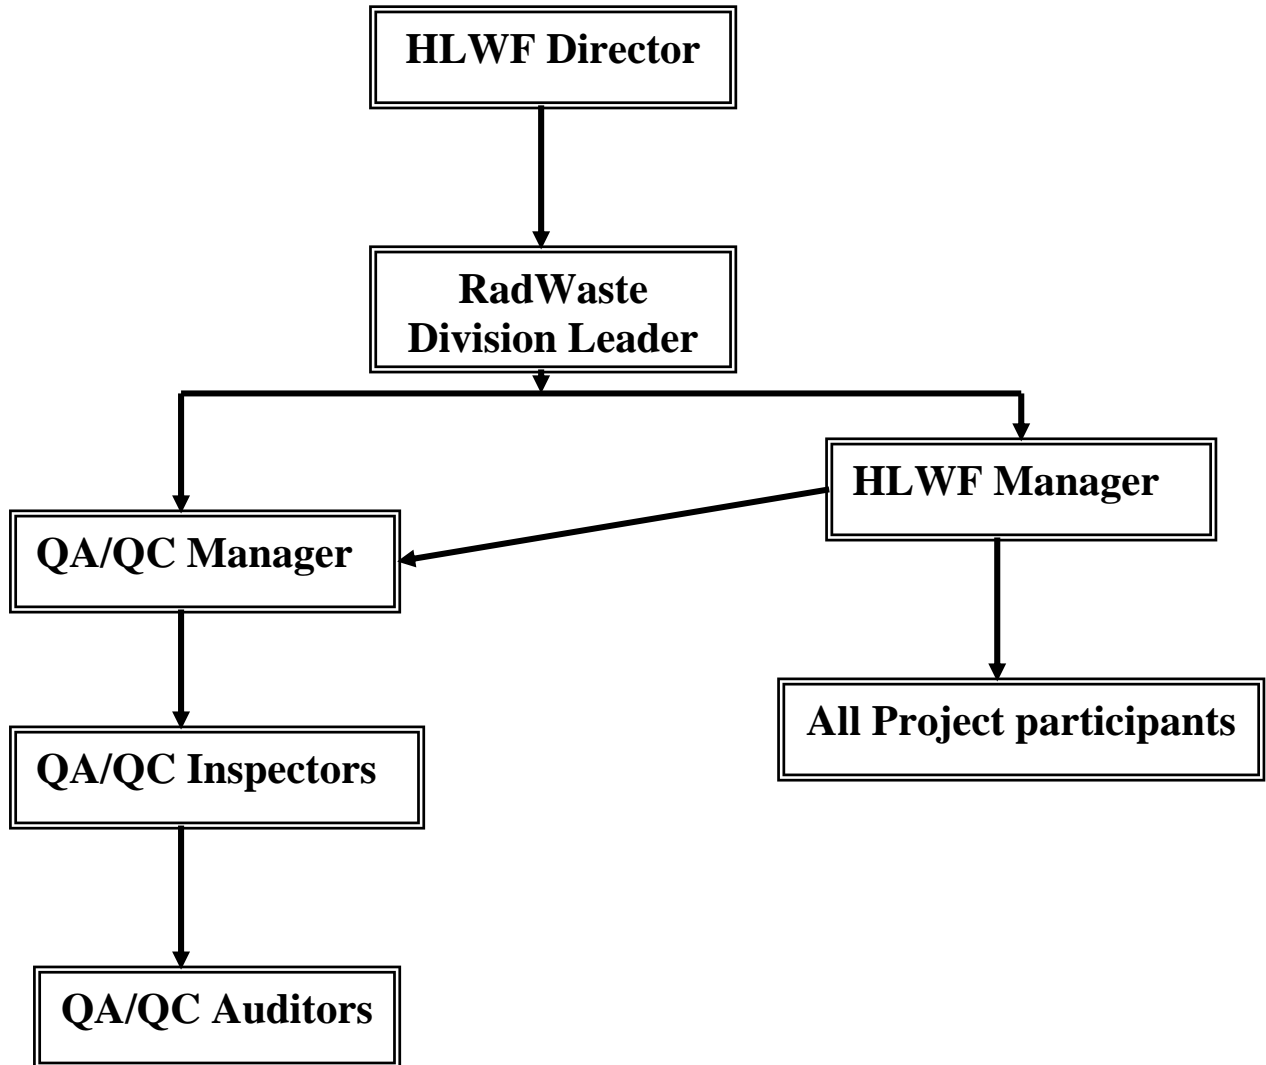 HLWF Director
RadWaste
Division Leader
HLWF Manager
QA/QC Manager
All Project participants
QA/QC Inspectors
QA/QC Auditors